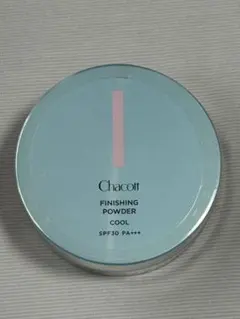 Chacott
FINISHING
POWDER
COOL
SPF30 PA+++